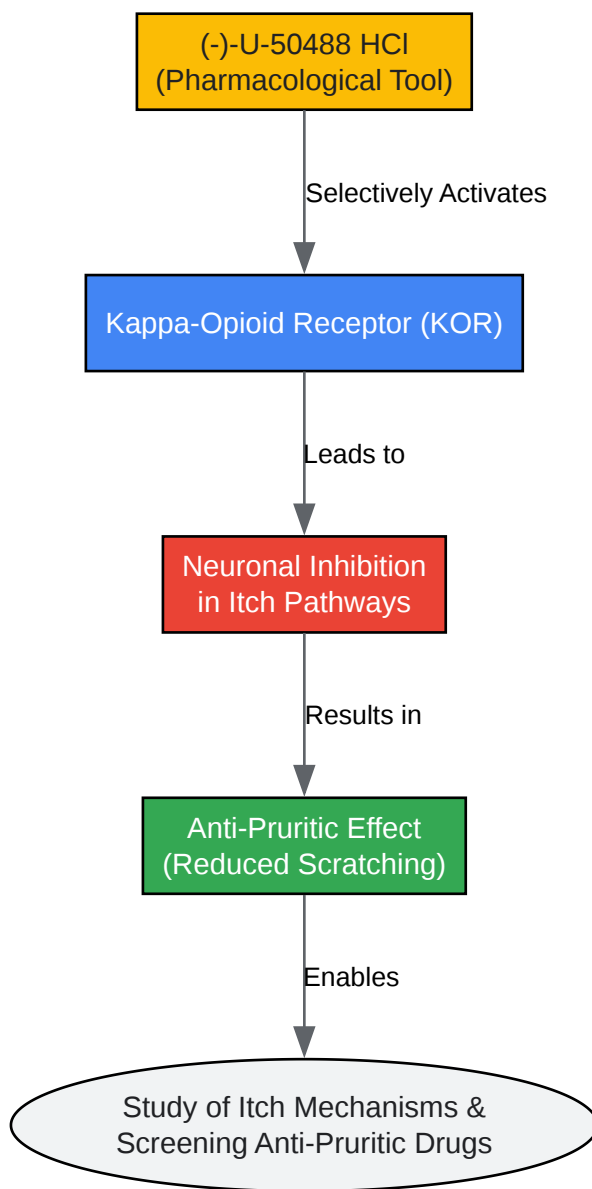 (-)-U-50488 HCl
(Pharmacological Tool)
Selectively Activates
Kappa-Opioid Receptor (KOR)
Leads to
Neuronal Inhibition
in Itch Pathways
Results in
Anti-Pruritic Effect
(Reduced Scratching)
Enables
Study of Itch Mechanisms &
Screening Anti-Pruritic Drugs